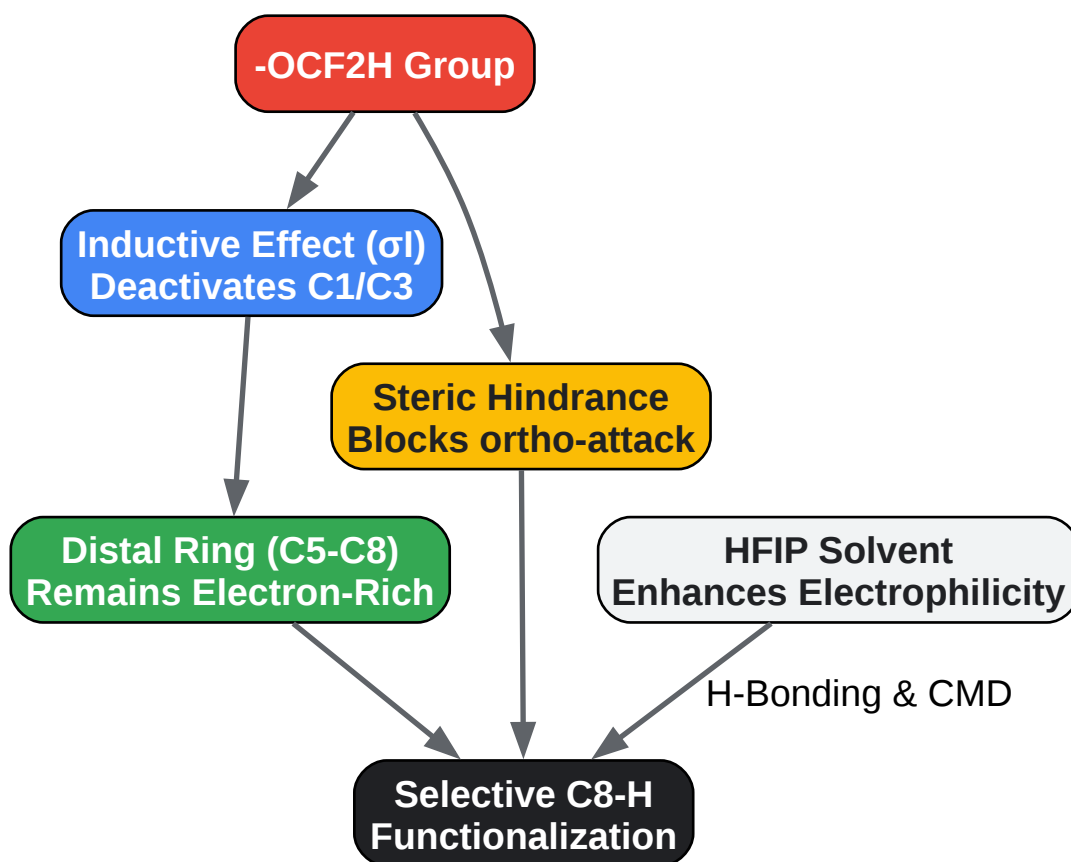 -OCF2H Group
Inductive Effect (σI)
Deactivates C1/C3
Steric Hindrance
Blocks ortho-attack
Distal Ring (C5-C8)
Remains Electron-Rich
HFIP Solvent
Enhances Electrophilicity
H-Bonding & CMD
Selective C8-H
Functionalization